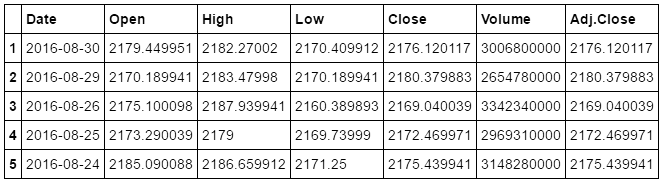 Date Open High Low Close Volume Adj.Close
1 2016-08-30 2179.449951 2182.27002 2170.409912 2176.120117 3006800000 2176.120117
2 2016-08-29 2170.189941 2183.47998 2170.189941 2180.379883 2654780000 2180.379883
3 2016-08-26 2175.100098 2187.939941 2160.389893 2169.040039 3342340000 2169.040039
4 2016-08-25 2173.290039 2179 2169.73999 2172.469971 2969310000 2172.469971
5 2016-08-24 2185.090088 2186.659912 2171.25 2175.439941 3148280000 2175.439941